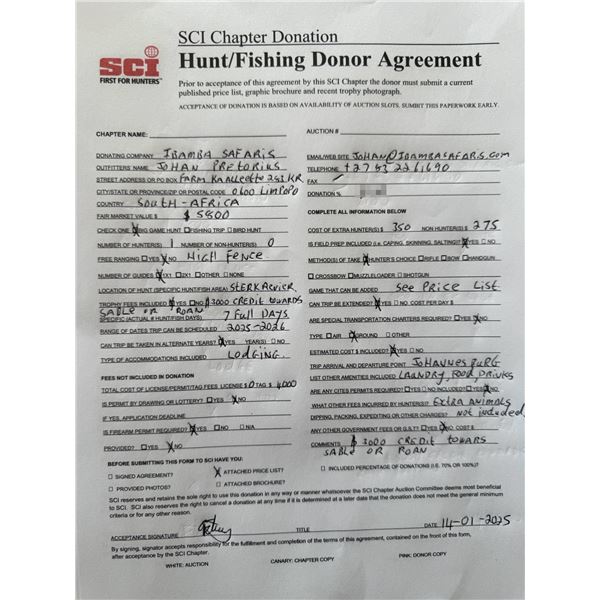 SCI Chapter Donation
SCI
FIRST FOR HUNTERS
Hunt/Fishing Donor Agreement
Prior to acceptance of this agreement by this SCI Chapter the donor must submit a current
published price list, graphic brochure and recent trophy photograph.
ACCEPTANCE OF DONATION IS BASED ON AVAILABILITY OF AUCTION SLOTS. SUMBIT THIS PAPERWORK EARLY.
CHAPTER NAME:
DONATING COMPANY IBAMBA SAFARIS
OUTFITTERS NAME JOHAN PRETORIUS
STREET ADDRESS OR PO BOX FARM KAALLEEGTE 283 KR
CITY/STATE OR PROVINCE/ZIP OR POSTAL CODE 0600 LIMPOPO
COUNTRY SOUTH-AFRICA
FAIR MARKET VALUE $ $ 5800
CHECK ONE ☒BIG GAME HUNT ☐FISHING TRIP ☐BIRD HUNT
NUMBER OF HUNTER(S) 1 NUMBER OF NON-HUNTER(S) 0
FREE RANGING ☐YES ☒NO HIGH FENCE
NUMBER OF GUIDES ☒1X1 ☐2X1 ☐OTHER ☐NONE
LOCATION OF HUNT (SPECIFIC HUNT/FISH AREA) STERKRIVIER
TROPHY FEES INCLUDED ☒YES ☐NO $3000 CREDIT TOWARDS
SABLE OR ROAN
SPECIFIC (ACTUAL # HUNT/FISH DAYS) 7 Full DAYS
RANGE OF DATES TRIP CAN BE SCHEDULED 2025-2026
CAN TRIP BE TAKEN IN ALTERNATE YEARS? ☒YES YEAR(S) ☐NO
TYPE OF ACCOMMODATIONS INCLUDED LODGING.
FEES NOT INCLUDED IN DONATION
TOTAL COST OF LICENSE/PERMIT/TAG FEES LICENSE $ 0 TAG $ 4000
IS PERMIT BY DRAWING OR LOTTERY? ☐YES ☒NO
IF YES, APPLICATION DEADLINE
IS FIREARM PERMIT REQUIRED? ☒YES ☐NO ☐N/A
PROVIDED? ☐YES ☒NO
BEFORE SUBMITTING THIS FORM TO SCI HAVE YOU:
☐ SIGNED AGREEMENT? ☒ ATTACHED PRICE LIST?
☐ PROVIDED PHOTOS? ☐ ATTACHED BROCHURE?
AUCTION #
EMAIL/WEB SITE JOHAN@IBAMBASAFARIS.COM
TELEPHONE
FAX
DONATION %
COMPLETE ALL INFORMATION BELOW
COST OF EXTRA HUNTER(S) $ 350 NON HUNTER(S) $ 275
IS FIELD PREP INCLUDED (i.e. CAPING, SKINNING, SALTING)? ☒YES ☐NO
METHOD(S) OF TAKE ☒HUNTER'S CHOICE ☐RIFLE ☐BOW ☐HANDGUN
☐CROSSBOW ☐MUZZLELOADER ☐SHOTGUN
GAME THAT CAN BE ADDED See PRICE LIST
CAN TRIP BE EXTENDED? ☒YES ☐NO COST PER DAY $
ARE SPECIAL TRANSPORTATION CHARTERS REQUIRED? ☐YES ☒NO
TYPE ☐AIR ☒GROUND ☐OTHER
ESTIMATED COST $ INCLUDED? ☒YES ☐NO
TRIP ARRIVAL AND DEPARTURE POINT JOHANNESBURG
LIST OTHER AMENITIES INCLUDED LAUNDRY, FOOD, DRINKS
ARE ANY CITES PERMITS REQUIRED? ☐NO INCLUDED? ☐YES ☒NO
WHAT OTHER FEES INCURRED BY HUNTER(S)? EXTRA ANIMALS
DIPPING, PACKING, EXPEDITING OR OTHER CHARGES? Not included
ANY OTHER GOVERNMENT FEES OR G.S.T? ☐YES ☒NO COST $
COMMENTS $ 3000 CREDIT TOWARS
SABLE OR ROAN
☐ INCLUDED PERCENTAGE OF DONATIONS (I.E. 70% OR 100%)?
SCI reserves and retains the sole right to use this donation in any way or manner whatsoever the SCI Chapter Auction Committee deems most beneficial
to SCI. SCI also reserves the right to cancel a donation at any time if is determined at a later date that the donation does not meet the general minimum
criteria or for any other reason.
ACCEPTANCE SIGNATURE TITLE DATE 14-01-2025
By signing, signator accepts responsibility for the fulfillment and completion of the terms of this agreement, contained on the front of this form,
after acceptance by the SCI Chapter.
WHITE: AUCTION CANARY: CHAPTER COPY PINK: DONOR COPY